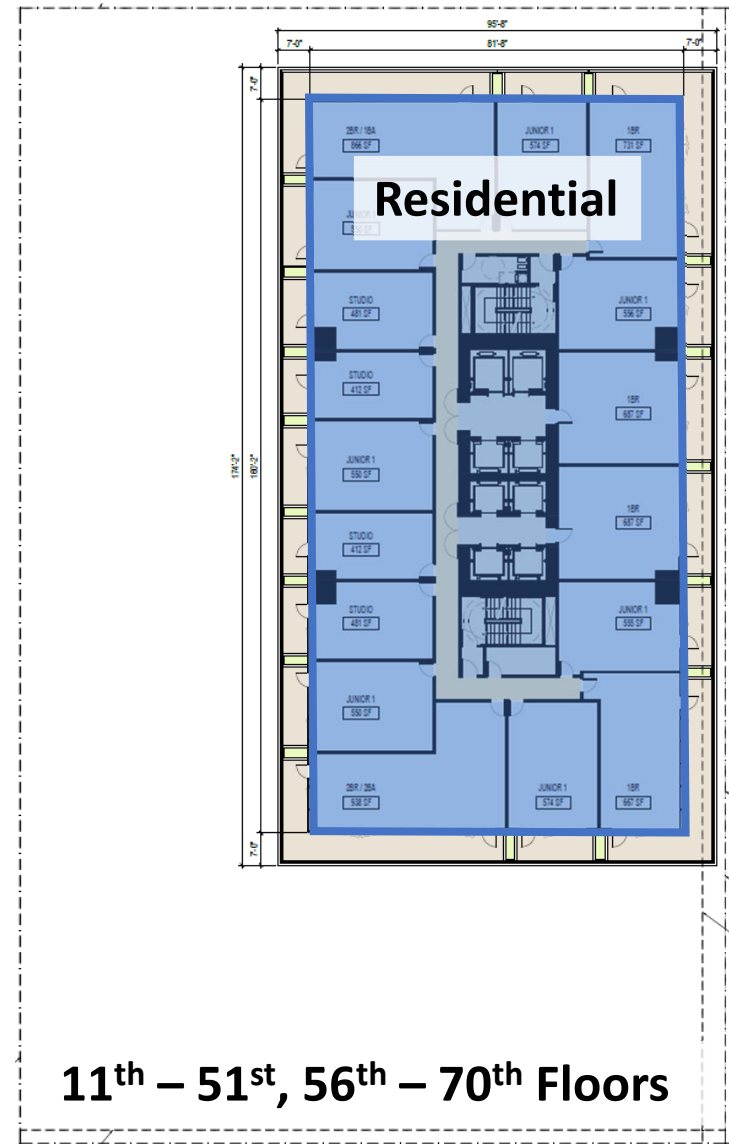 95'-8"
7'-0"
81'-8"
7'-0"
7'-0"
2BR / 1BA
866 SF
JUNIOR 1
574 SF
1BR
731 SF
Residential
STUDIO
481 SF
JUNIOR 1
556 SF
STUDIO
412 SF
1BR
687 SF
174'-2"
160'-2"
JUNIOR 1
550 SF
STUDIO
412 SF
1BR
687 SF
STUDIO
481 SF
JUNIOR 1
555 SF
JUNIOR 1
550 SF
2BR / 2BA
938 SF
JUNIOR 1
574 SF
1BR
667 SF
7'-0"
11th – 51st, 56th – 70th Floors